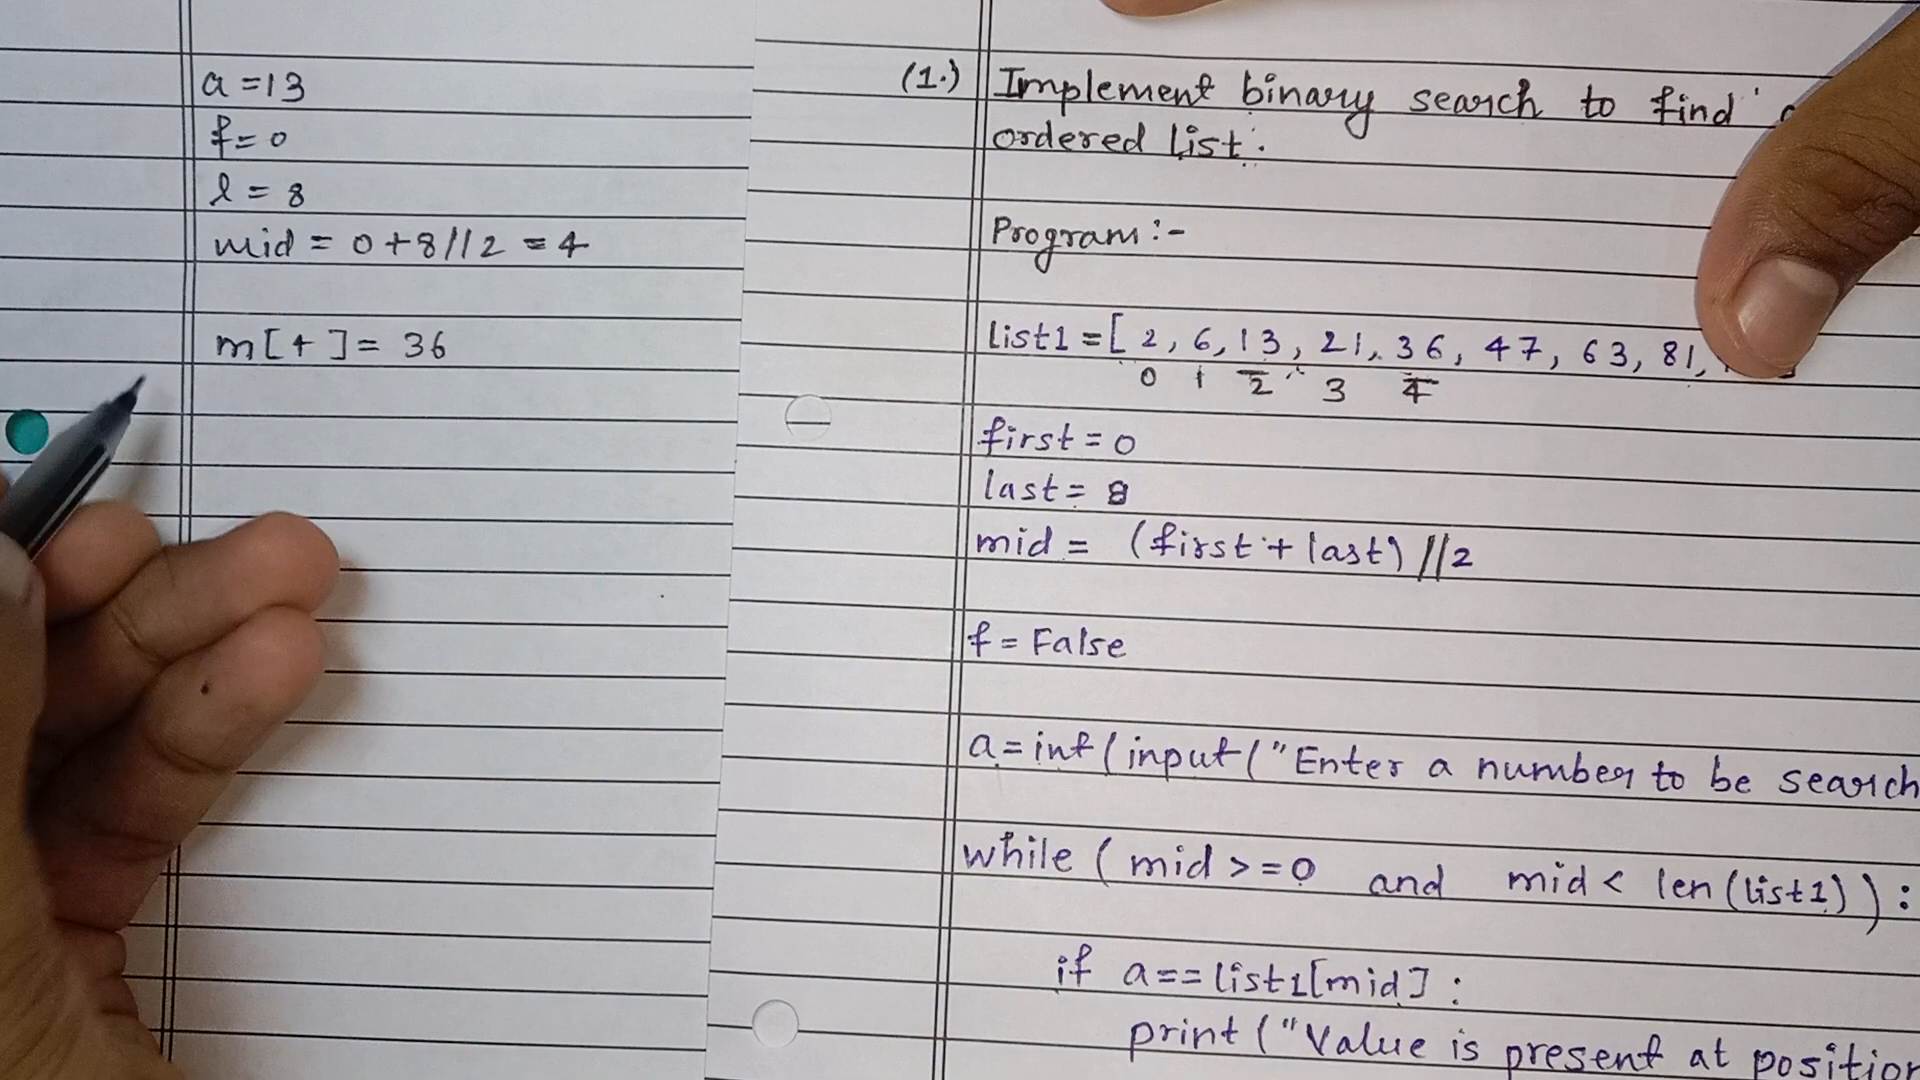 a = 13
f = 0
l = 8
mid = 0 + 8 // 2 = 4
m[4] = 36
(1.) Implement binary search to find
ordered list.
Program :-
list1 = [ 2, 6, 13, 21, 36, 47, 63, 81,
0 1 2 3 4
first = 0
last = 8
mid = (first + last) // 2
f = False
a = int ( input ( "Enter a number to be search
while ( mid >= 0 and mid < len (list1) ) :
if a == list1[mid] :
print ( "Value is present at position